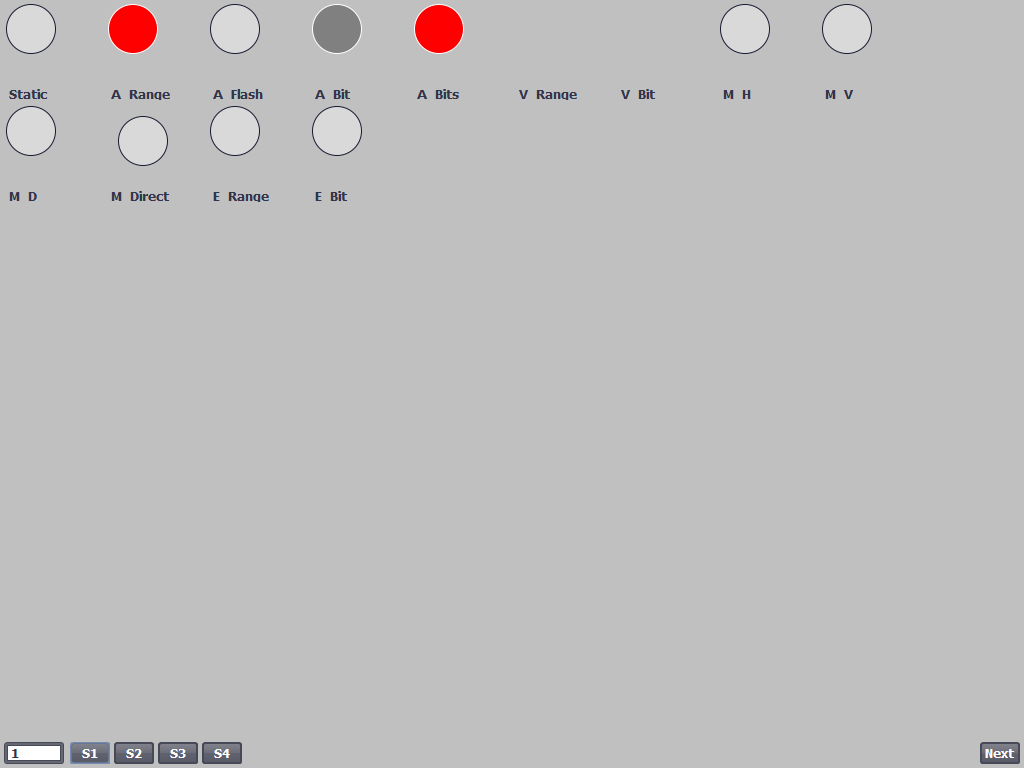 Static A Range A Flash A Bit A Bits V Range V Bit M H M V
M D M Direct E Range E Bit
1 S1 S2 S3 S4 Next